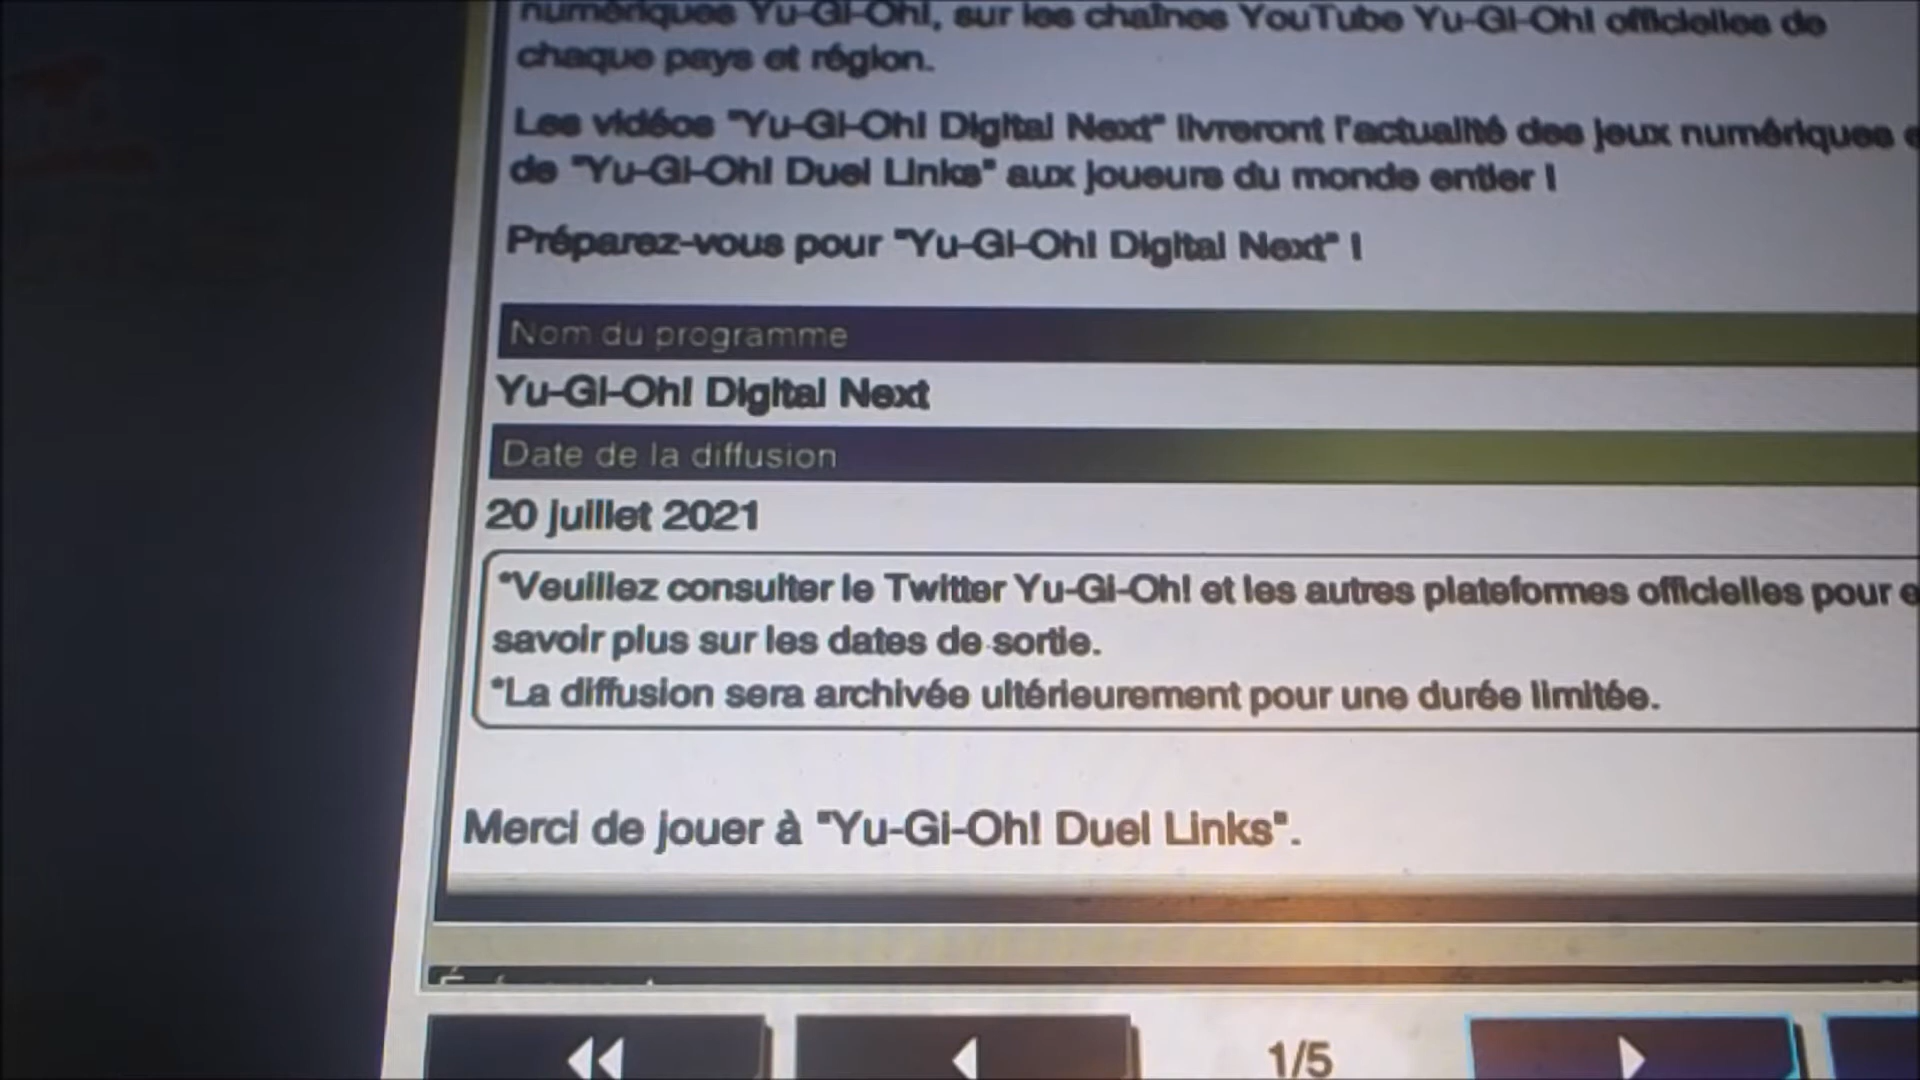 numériques Yu-Gi-Oh!, sur les chaînes YouTube Yu-Gi-Oh! officielles de
chaque pays et région.
Les vidéos "Yu-Gi-Oh! Digital Next" livreront l'actualité des jeux numériques
de "Yu-Gi-Oh! Duel Links" aux joueurs du monde entier !
Préparez-vous pour "Yu-Gi-Oh! Digital Next" !
Nom du programme
Yu-Gi-Oh! Digital Next
Date de la diffusion
20 juillet 2021
*Veuillez consulter le Twitter Yu-Gi-Oh! et les autres plateformes officielles pour
savoir plus sur les dates de sortie.
*La diffusion sera archivée ultérieurement pour une durée limitée.
Merci de jouer à "Yu-Gi-Oh! Duel Links".
1/5